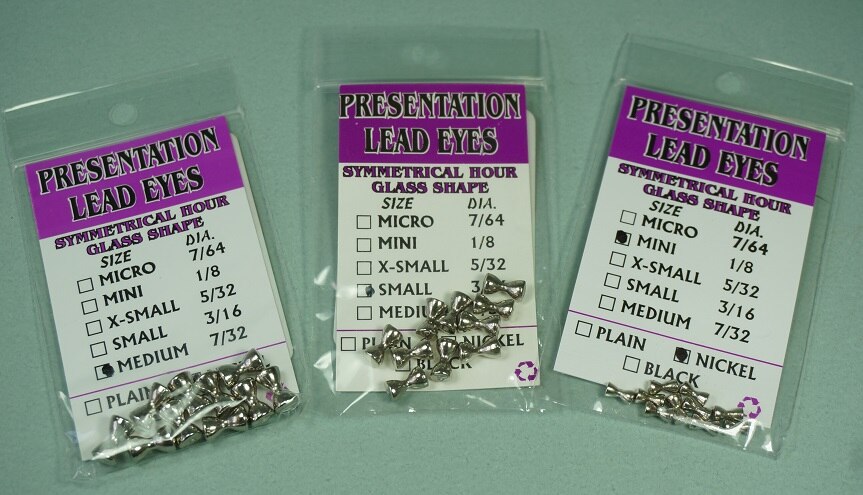 PRESENTATION
LEAD EYES
SYMMETRICAL HOUR
GLASS SHAPE
SIZE DIA.
MICRO 7/64
MINI 1/8
X-SMALL 5/32
SMALL 3/16
MEDIUM 7/32
PLAIN
PRESENTATION
LEAD EYES
SYMMETRICAL HOUR
GLASS SHAPE
SIZE DIA.
MICRO 7/64
MINI 1/8
X-SMALL 5/32
SMALL
PLAIN NICKEL
BLACK
PRESENTATION
LEAD EYES
SYMMETRICAL HOUR
GLASS SHAPE
SIZE DIA.
MICRO 7/64
MINI 1/8
X-SMALL 5/32
SMALL 3/16
MEDIUM 7/32
PLAIN NICKEL
BLACK